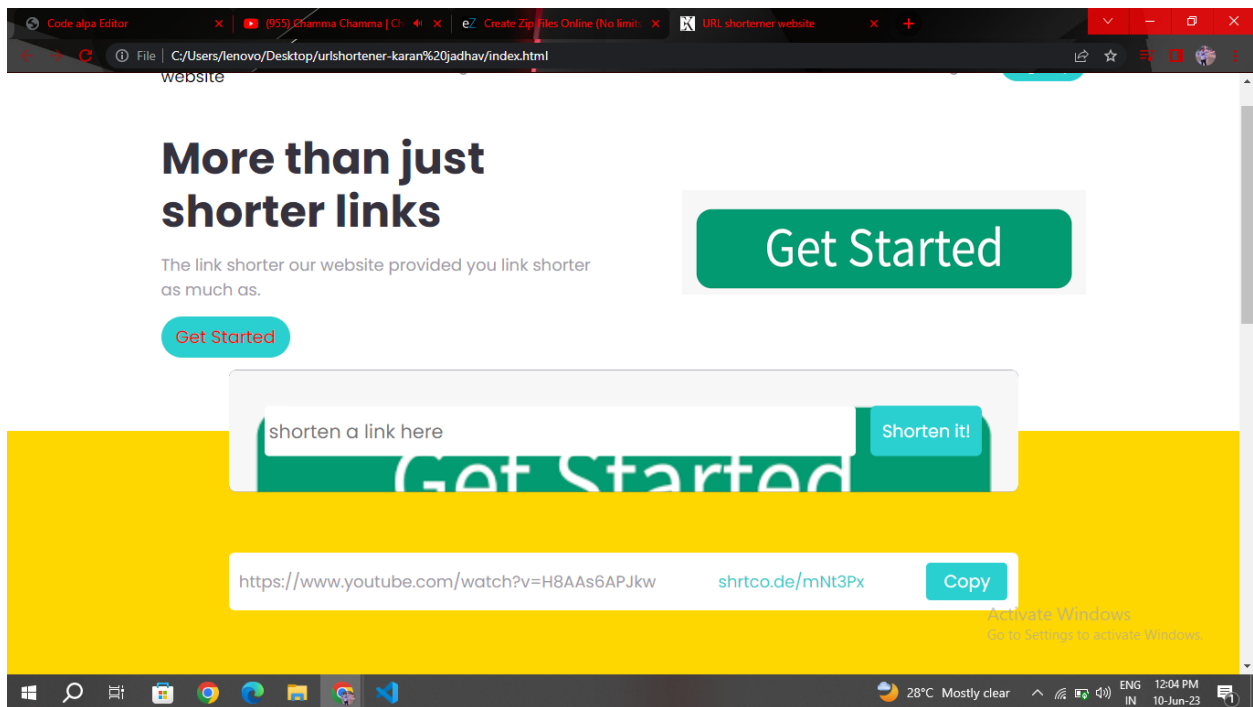 Code alpa Editor
(955) Chamma Chamma | Ch
eZ Create Zip Files Online (No limit
URL shorterner website
File | C:/Users/lenovo/Desktop/urlshortener-karan%20jadhav/index.html
website
More than just
shorter links
The link shorter our website provided you link shorter
as much as.
Get Started
Get Started
shorten a link here
Shorten it!
Get Started
https://www.youtube.com/watch?v=H8AAs6APJkw
shrtco.de/mNt3Px
Copy
Activate Windows
Go to Settings to activate Windows.
28°C Mostly clear
ENG
IN
12:04 PM
10-Jun-23
1